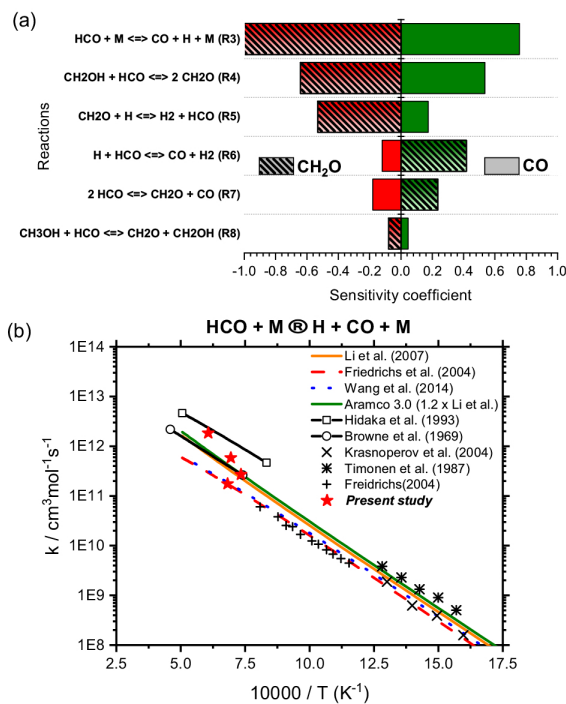 (a)
HCO + M <=> CO + H + M (R3)
CH2OH + HCO <=> 2 CH2O (R4)
CH2O + H <=> H2 + HCO (R5)
H + HCO <=> CO + H2 (R6)
2 HCO <=> CH2O + CO (R7)
CH3OH + HCO <=> CH2O + CH2OH (R8)
Reactions
CH₂O
CO
-1.0 -0.8 -0.6 -0.4 -0.2 0.0 0.2 0.4 0.6 0.8 1.0
Sensitivity coefficient
(b)
HCO + M ® H + CO + M
1E14
1E13
1E12
1E11
1E10
1E9
1E8
k / cm³mol⁻¹s⁻¹
Li et al. (2007)
Friedrichs et al. (2004)
Wang et al. (2014)
Aramco 3.0 (1.2 x Li et al.)
Hidaka et al. (1993)
Browne et al. (1969)
Krasnoperov et al. (2004)
Timonen et al. (1987)
Freidrichs(2004)
Present study
2.5 5.0 7.5 10.0 12.5 15.0 17.5
10000 / T (K⁻¹)